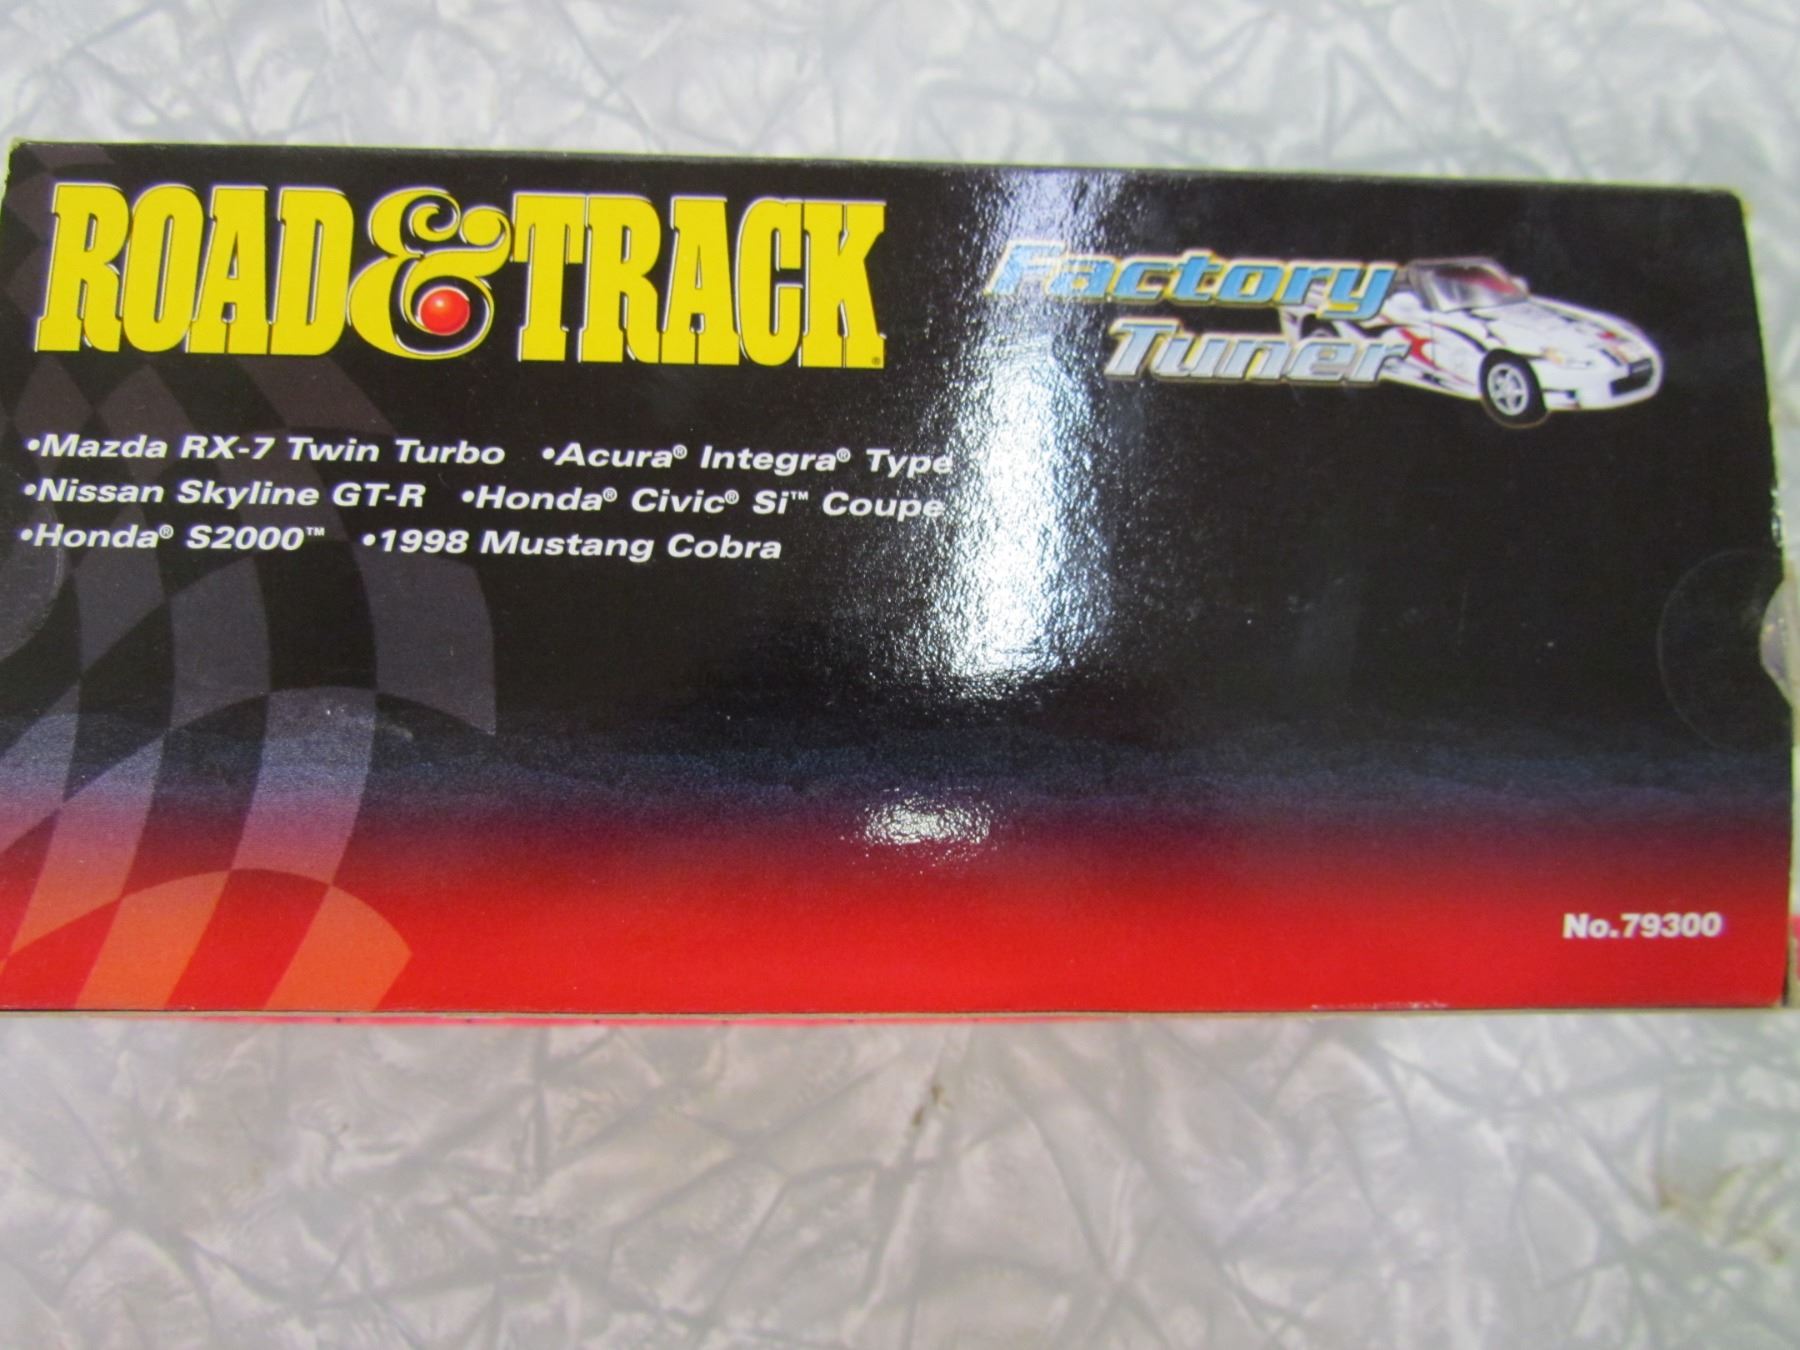 ROAD & TRACK®
Factory
Tuner
•Mazda RX-7 Twin Turbo •Acura® Integra® Type
•Nissan Skyline GT-R •Honda® Civic® Si™ Coupe
•Honda® S2000™ •1998 Mustang Cobra
No.79300